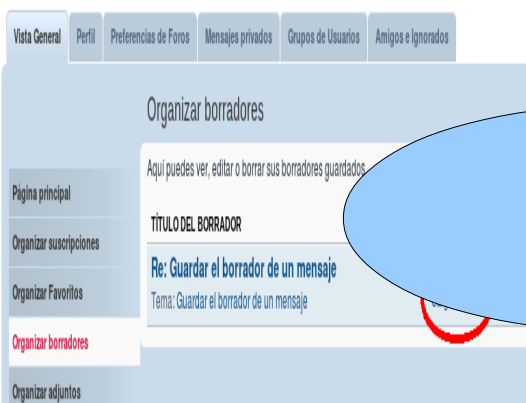 Vista General Perfil Preferencias de Foros Mensajes privados Grupos de Usuarios Amigos e Ignorados
Organizar borradores
Aquí puedes ver, editar o borrar sus borradores guardados
Página principal
TÍTULO DEL BORRADOR
Organizar suscripciones
Re: Guardar el borrador de un mensaje
Organizar Favoritos
Tema: Guardar el borrador de un mensaje
Organizar borradores
Organizar adjuntos